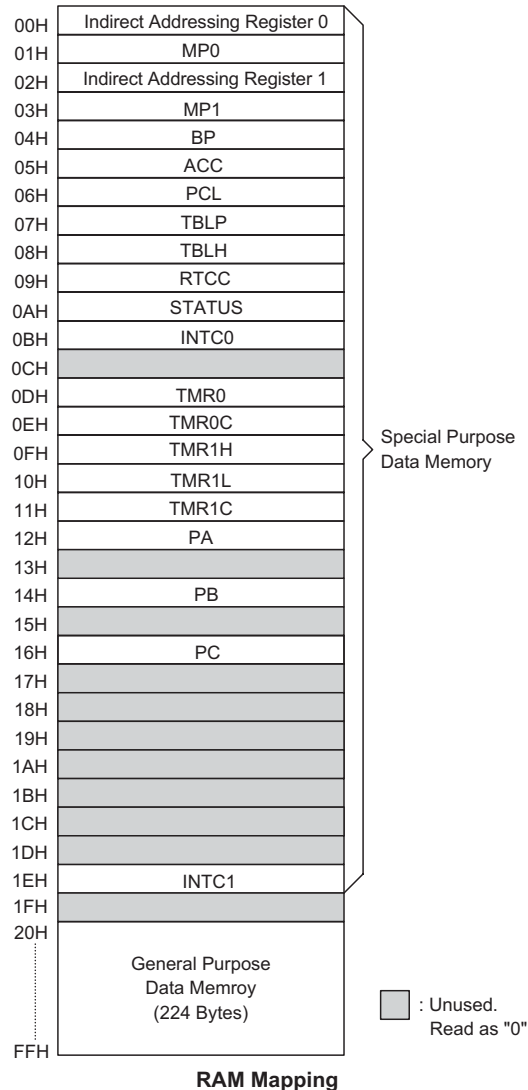 00H Indirect Addressing Register 0
01H MP0
02H Indirect Addressing Register 1
03H MP1
04H BP
05H ACC
06H PCL
07H TBLP
08H TBLH
09H RTCC
0AH STATUS
0BH INTC0
0CH
0DH TMR0
0EH TMR0C
0FH TMR1H
10H TMR1L
11H TMR1C
12H PA
13H
14H PB
15H
16H PC
17H
18H
19H
1AH
1BH
1CH
1DH
1EH INTC1
1FH
20H
FFH
Special Purpose
Data Memory
General Purpose
Data Memroy
(224 Bytes)
: Unused.
Read as "0"
RAM Mapping